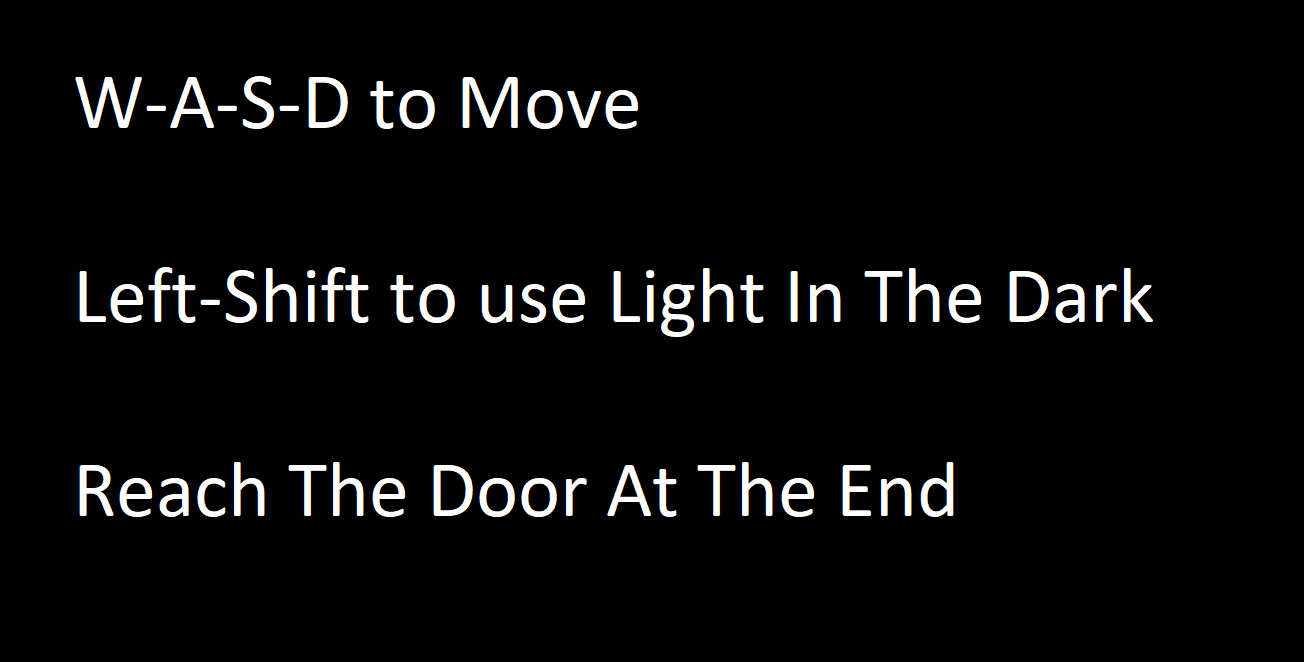 W-A-S-D to Move
Left-Shift to use Light In The Dark
Reach The Door At The End